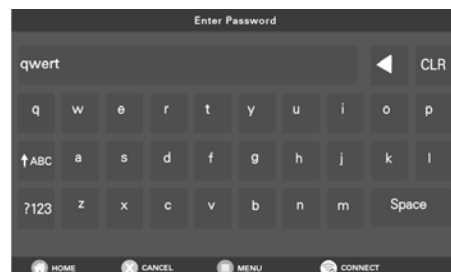 Enter Password
qwert CLR
q w e r t y u i o p
ABC a s d f g h j k l
?123 z x c v b n m Space
HOME CANCEL MENU CONNECT